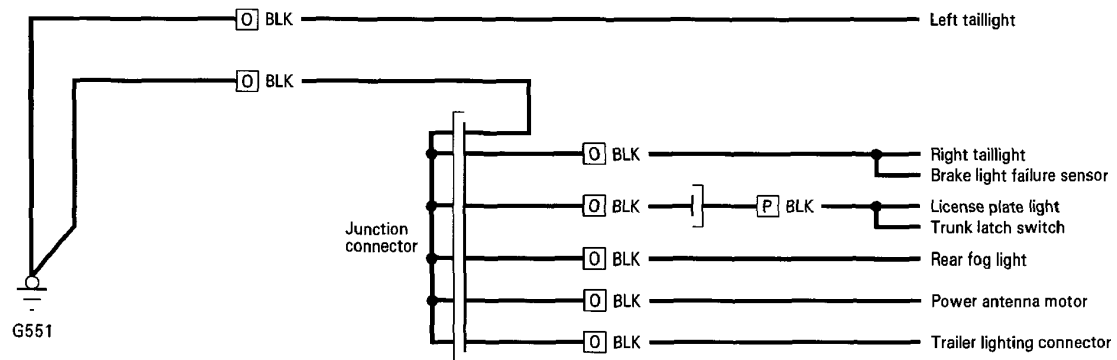 O BLK Left taillight
O BLK
O BLK Right taillight
Brake light failure sensor
O BLK P BLK License plate light
Trunk latch switch
Junction
connector
O BLK Rear fog light
O BLK Power antenna motor
G551
O BLK Trailer lighting connector